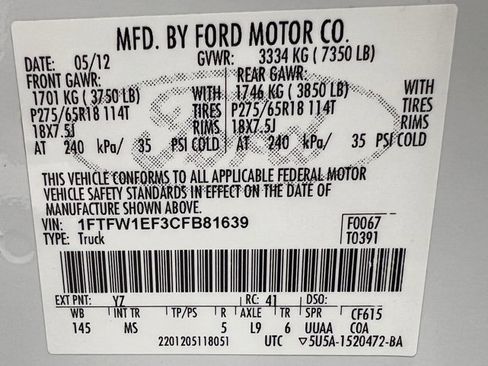 MFD. BY FORD MOTOR CO.
DATE: 05/12 GVWR: 3334 KG (7350 LB)
FRONT GAWR: REAR GAWR:
1701 KG (3750 LB) 1746 KG (3850 LB) WITH
P275/65R18 114T P275/65R18 114T TIRES
18X7.5J 18X7.5J RIMS
AT 240 kPa/ 35 PSI COLD AT 240 kPa/ 35 PSI COLD
WITH
TIRES
RIMS
THIS VEHICLE CONFORMS TO ALL APPLICABLE FEDERAL MOTOR
VEHICLE SAFETY STANDARDS IN EFFECT ON THE DATE OF
MANUFACTURE SHOWN ABOVE.
VIN: 1FTFW1EF3CFB81639 F0067
TYPE: Truck T0391
EXT PNT: YZ RC: 41 DSO:
WB INT TR TP/PS R AXLE TR SPR CF615
145 MS 5 L9 6 UUAA COA
2201205118051 UTC ▽5U5A-1520472-BA
Ford